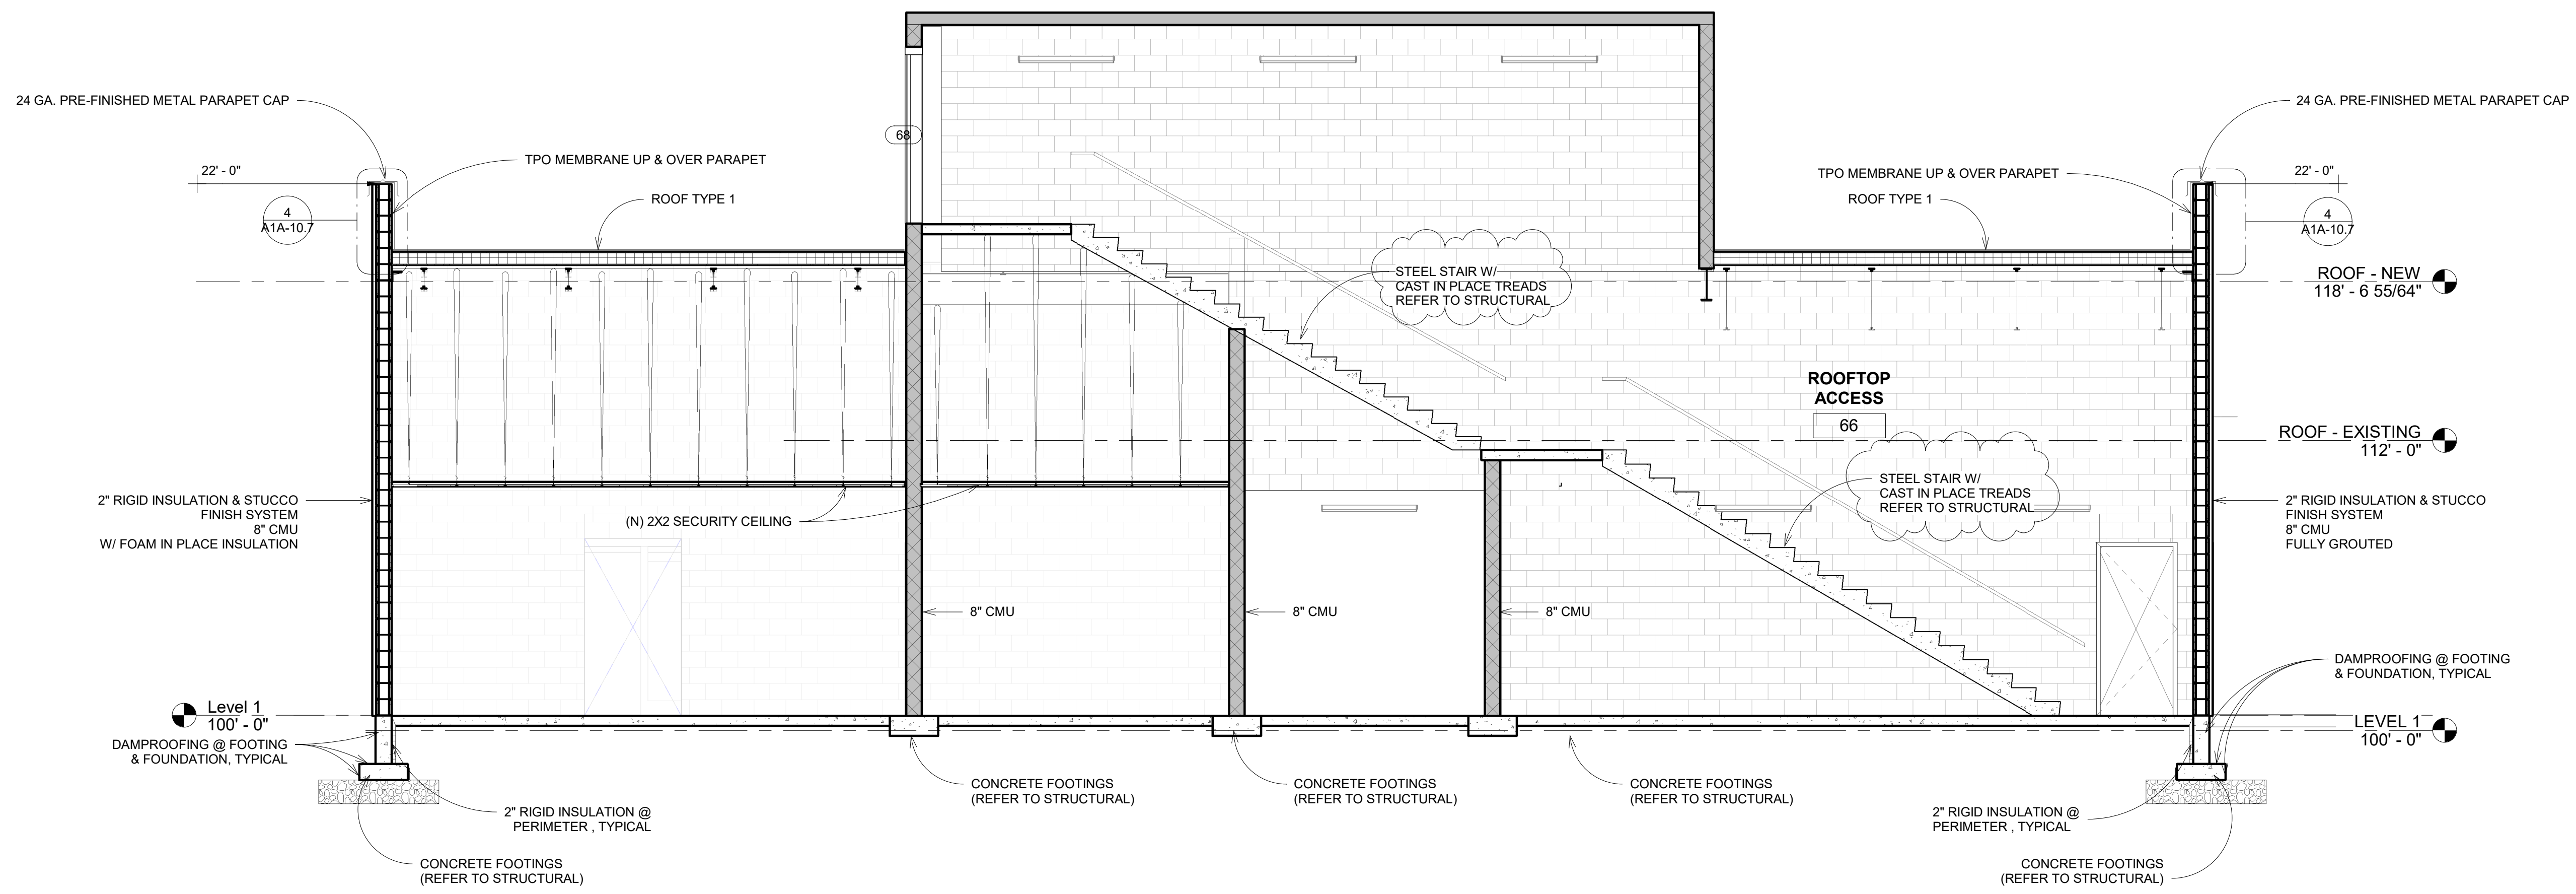 24 GA. PRE-FINISHED METAL PARAPET CAP
TPO MEMBRANE UP & OVER PARAPET
22' - 0"
ROOF TYPE 1
4
A1A-10.7
68
24 GA. PRE-FINISHED METAL PARAPET CAP
TPO MEMBRANE UP & OVER PARAPET
22' - 0"
ROOF TYPE 1
4
A1A-10.7
STEEL STAIR W/
CAST IN PLACE TREADS
REFER TO STRUCTURAL
ROOF - NEW
118' - 6 55/64"
ROOFTOP
ACCESS
66
ROOF - EXISTING
112' - 0"
STEEL STAIR W/
CAST IN PLACE TREADS
REFER TO STRUCTURAL
2" RIGID INSULATION & STUCCO
FINISH SYSTEM
8" CMU
W/ FOAM IN PLACE INSULATION
(N) 2X2 SECURITY CEILING
2" RIGID INSULATION & STUCCO
FINISH SYSTEM
8" CMU
FULLY GROUTED
8" CMU
8" CMU
8" CMU
DAMPROOFING @ FOOTING
& FOUNDATION, TYPICAL
Level 1
100' - 0"
LEVEL 1
100' - 0"
DAMPROOFING @ FOOTING
& FOUNDATION, TYPICAL
CONCRETE FOOTINGS
(REFER TO STRUCTURAL)
CONCRETE FOOTINGS
(REFER TO STRUCTURAL)
CONCRETE FOOTINGS
(REFER TO STRUCTURAL)
2" RIGID INSULATION @
PERIMETER , TYPICAL
2" RIGID INSULATION @
PERIMETER , TYPICAL
CONCRETE FOOTINGS
(REFER TO STRUCTURAL)
CONCRETE FOOTINGS
(REFER TO STRUCTURAL)